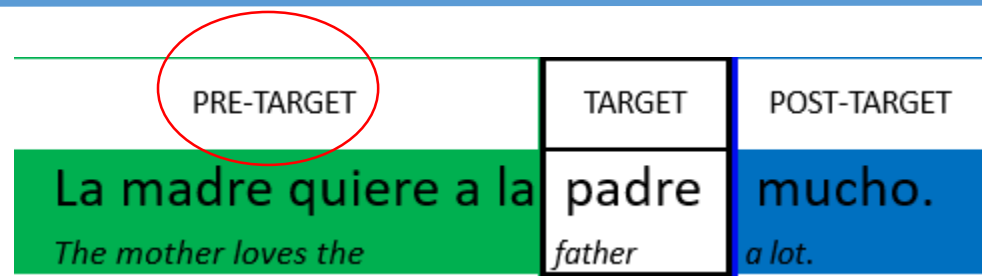 PRE-TARGET TARGET POST-TARGET
La madre quiere a la padre mucho.
The mother loves the father a lot.